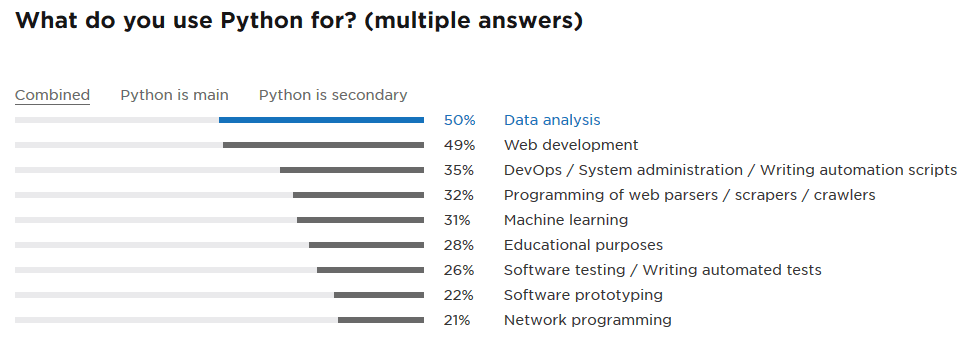 What do you use Python for? (multiple answers)
Combined Python is main Python is secondary
50% Data analysis
49% Web development
35% DevOps / System administration / Writing automation scripts
32% Programming of web parsers / scrapers / crawlers
31% Machine learning
28% Educational purposes
26% Software testing / Writing automated tests
22% Software prototyping
21% Network programming